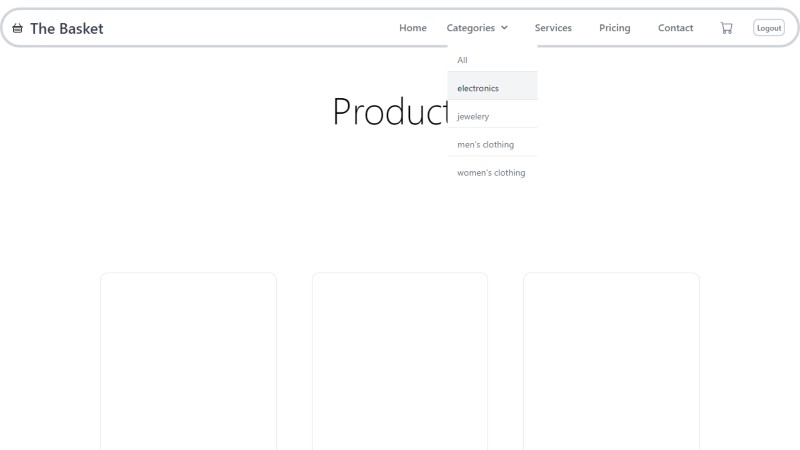 The Basket Home Categories Services Pricing Contact Logout
All
electronics
jewelery
men's clothing
women's clothing
Product